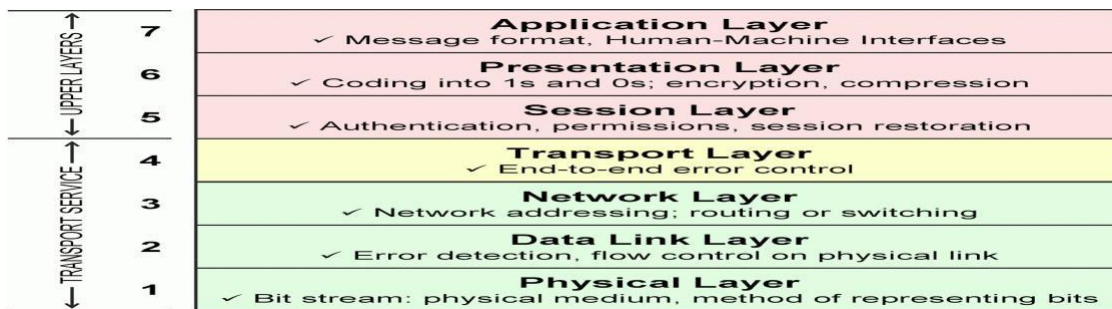 UPPER LAYERS
TRANSPORT SERVICE
7
Application Layer
✓ Message format, Human-Machine Interfaces
6
Presentation Layer
✓ Coding into 1s and 0s; encryption, compression
5
Session Layer
✓ Authentication, permissions, session restoration
4
Transport Layer
✓ End-to-end error control
3
Network Layer
✓ Network addressing; routing or switching
2
Data Link Layer
✓ Error detection, flow control on physical link
1
Physical Layer
✓ Bit stream: physical medium, method of representing bits